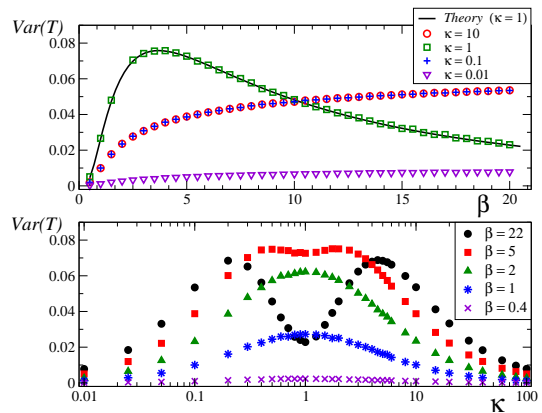 Var(T)
0.08
0.06
0.04
0.02
0
0 5 10 15 20
β
Theory (κ = 1)
κ = 10
κ = 1
κ = 0.1
κ = 0.01
Var(T)
0.08
0.06
0.04
0.02
0
0.01 0.1 1 10 100
κ
β = 22
β = 5
β = 2
β = 1
β = 0.4